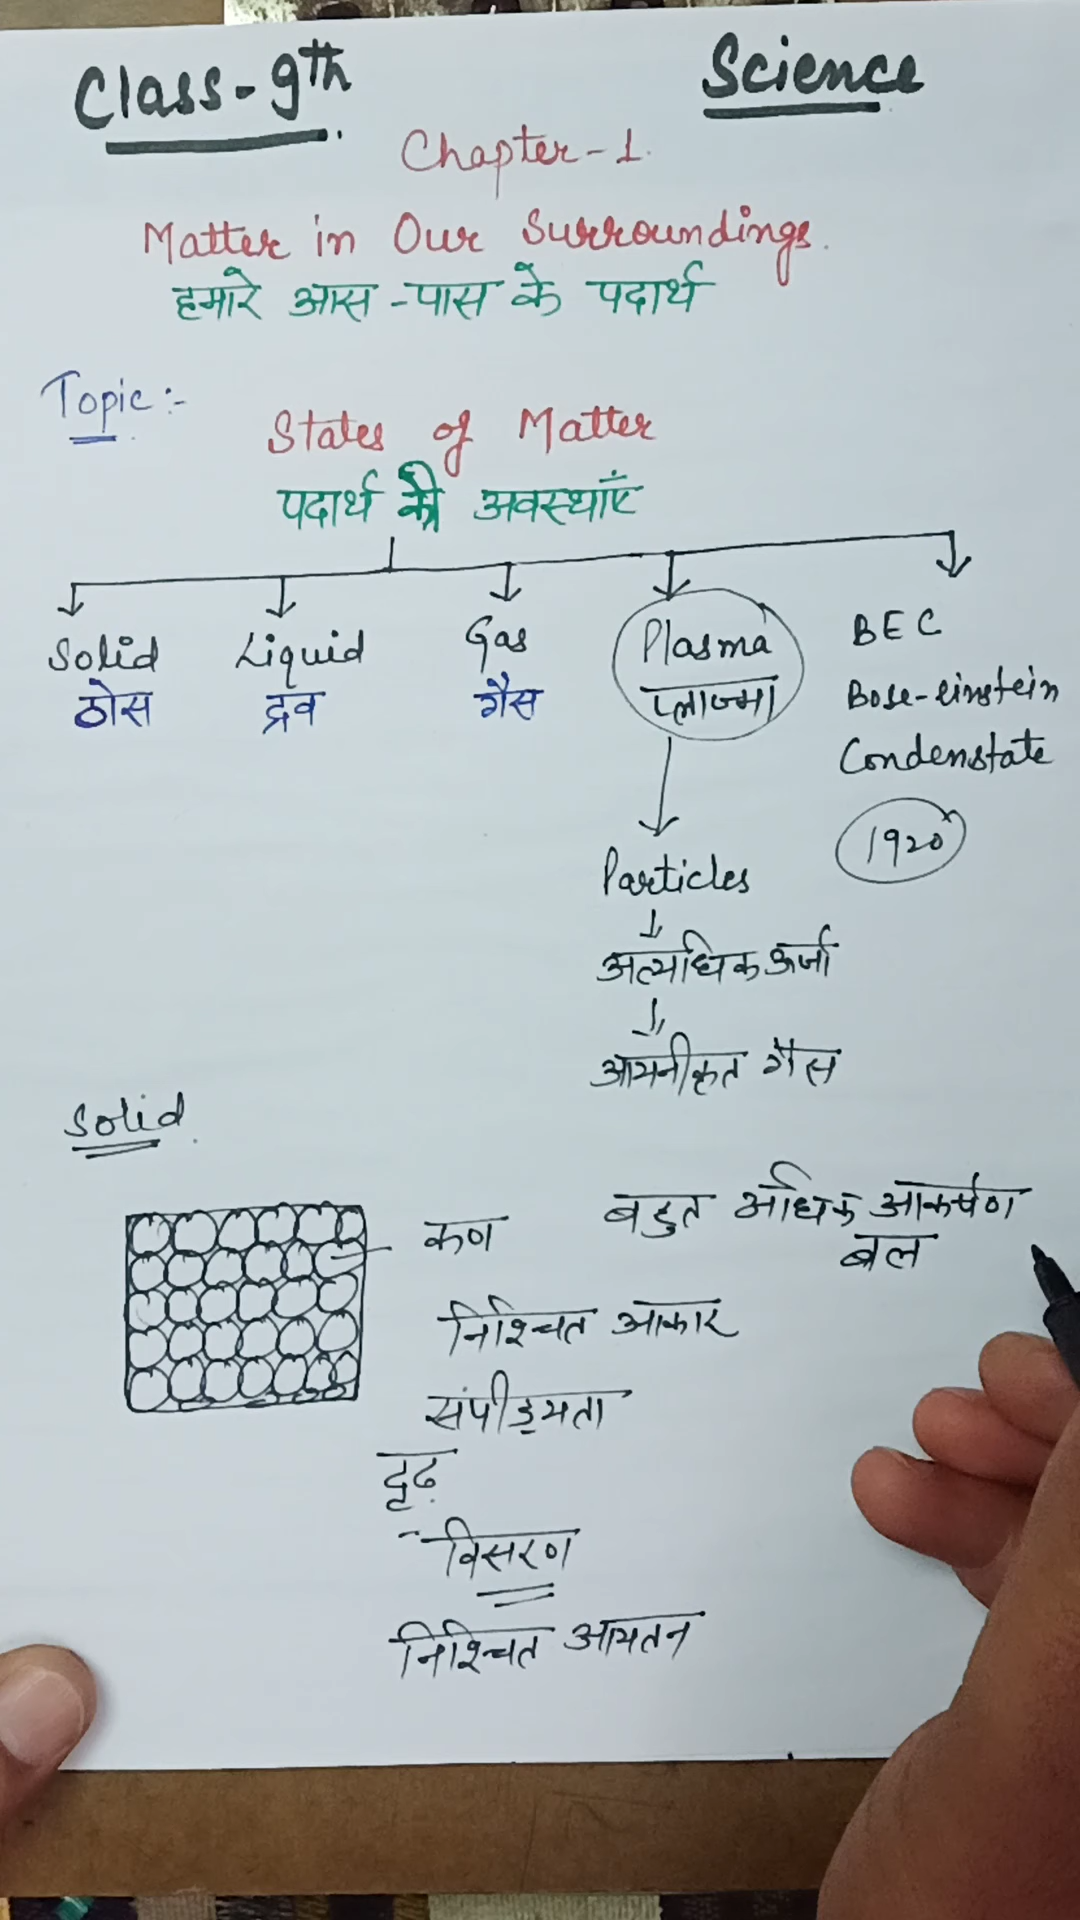 Class-9th
Science
Chapter-1.
Matter in Our Surroundings.
हमारे आस-पास के पदार्थ
Topic:-
States of Matter
पदार्थ की अवस्थाएँ
Solid
ठोस
Liquid
द्रव
Gas
गैस
Plasma
प्लाज्मा
BEC
Bose-einstein
Condenstate
1920
Particles
अत्यधिक ऊर्जा
आयनीकृत गैस
Solid.
कण
बहुत अधिक आकर्षण
बल
निश्चित आकार
संपीड़यता
दृढ़
विसरण
निश्चित आयतन